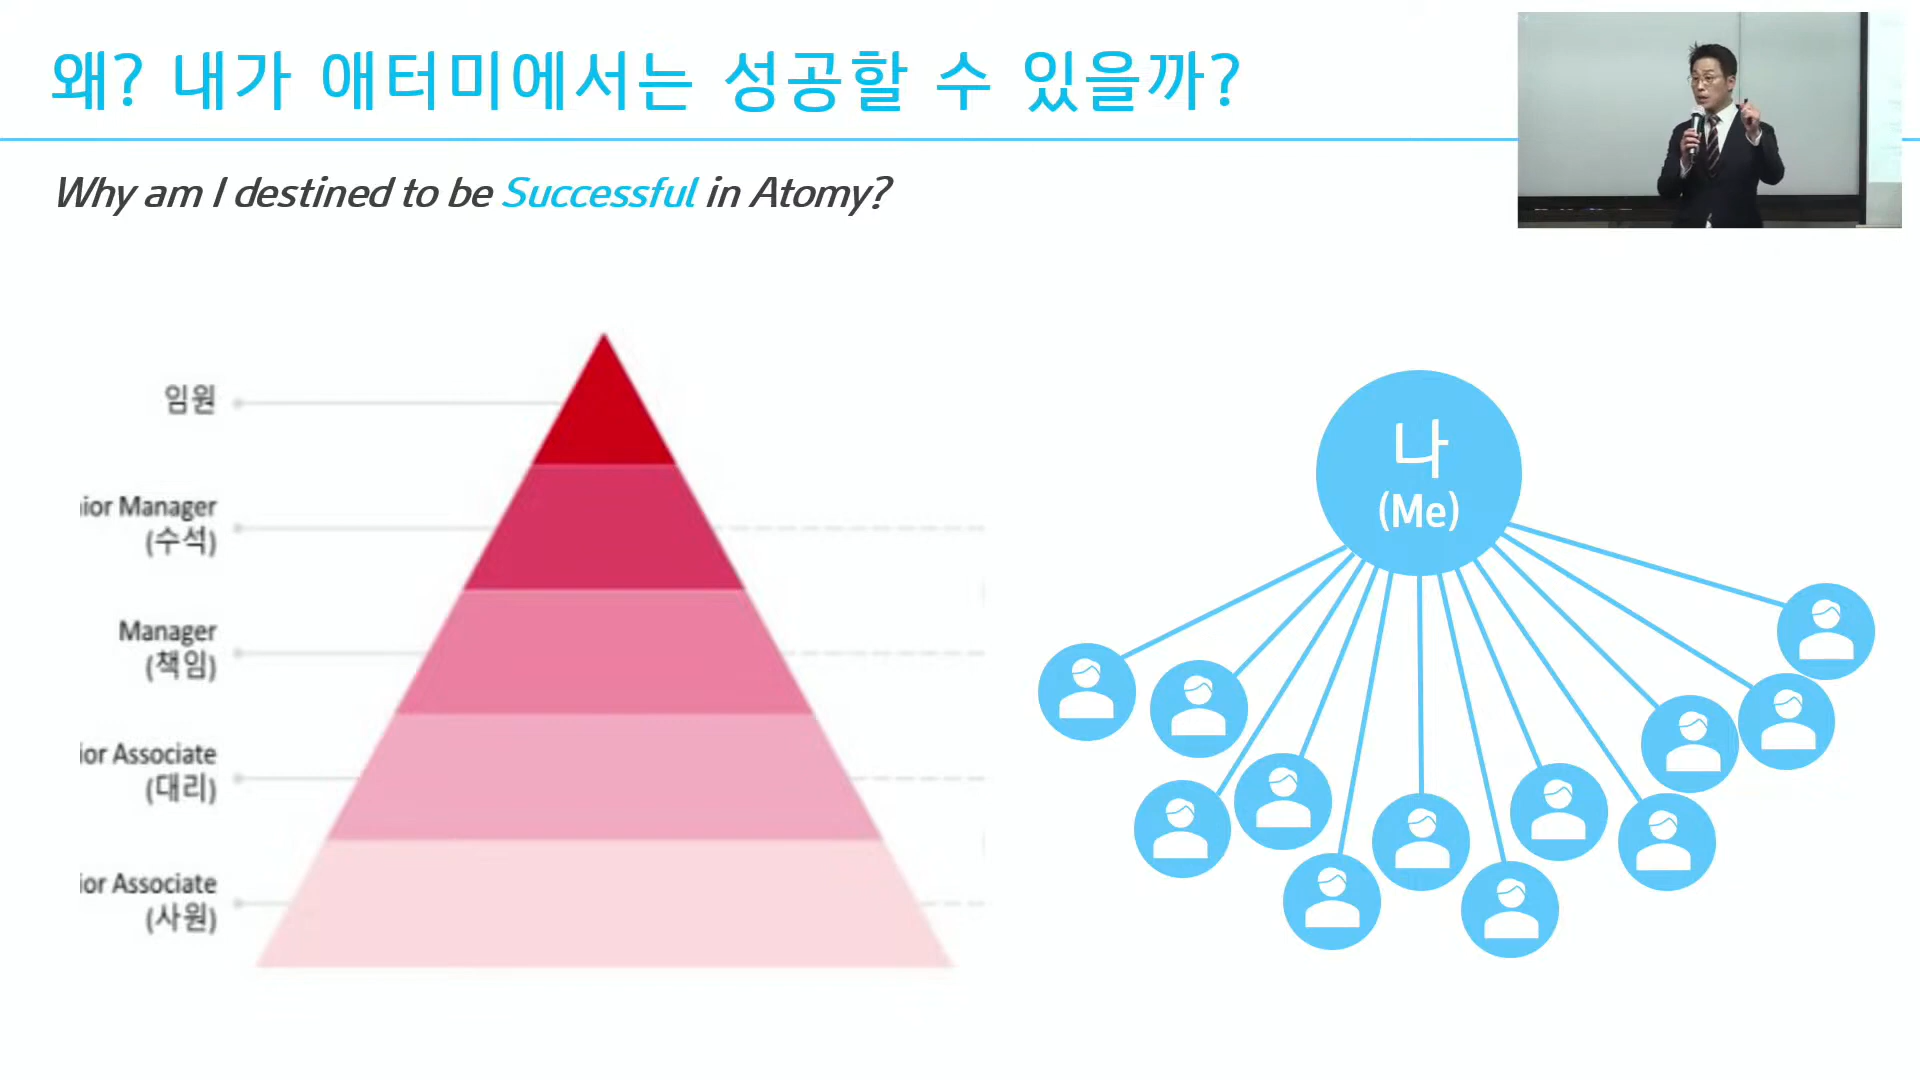 왜? 내가 애터미에서는 성공할 수 있을까?
Why am I destined to be Successful in Atomy?
임원
ior Manager
(수석)
Manager
(책임)
ior Associate
(대리)
ior Associate
(사원)
나
(Me)